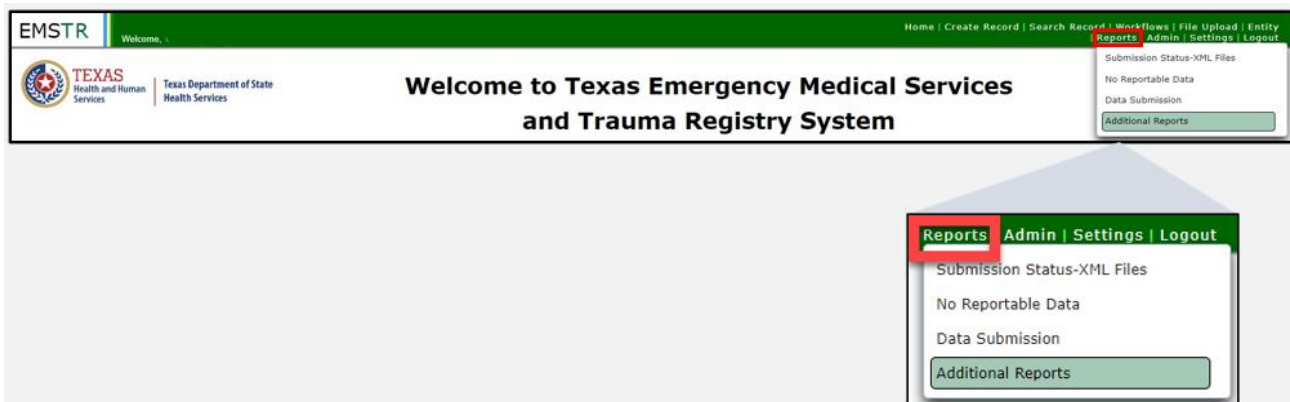 EMSTR
Welcome,
Home | Create Record | Search Record | Workflows | File Upload | Entity
| Reports | Admin | Settings | Logout
TEXAS
Health and Human
Services
Texas Department of State
Health Services
Welcome to Texas Emergency Medical Services
and Trauma Registry System
Submission Status-XML Files
No Reportable Data
Data Submission
Additional Reports
Reports Admin | Settings | Logout
Submission Status-XML Files
No Reportable Data
Data Submission
Additional Reports